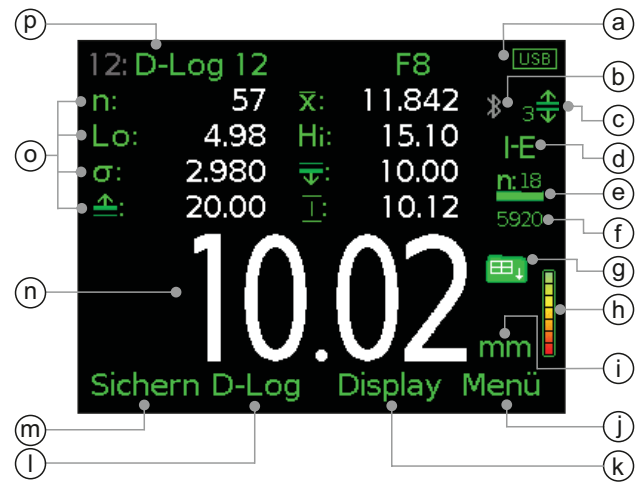 p
a
12: D-Log 12 F8 USB
b
n: 57 x̅: 11.842 3
c
Lo: 4.98 Hi: 15.10 I-E
d
o
σ: 2.980 : 10.00 n:18
e
: 20.00 : 10.12 5920
f
g
n
10.02
h
mm
i
Sichern D-Log Display Menü
m
l
k
j